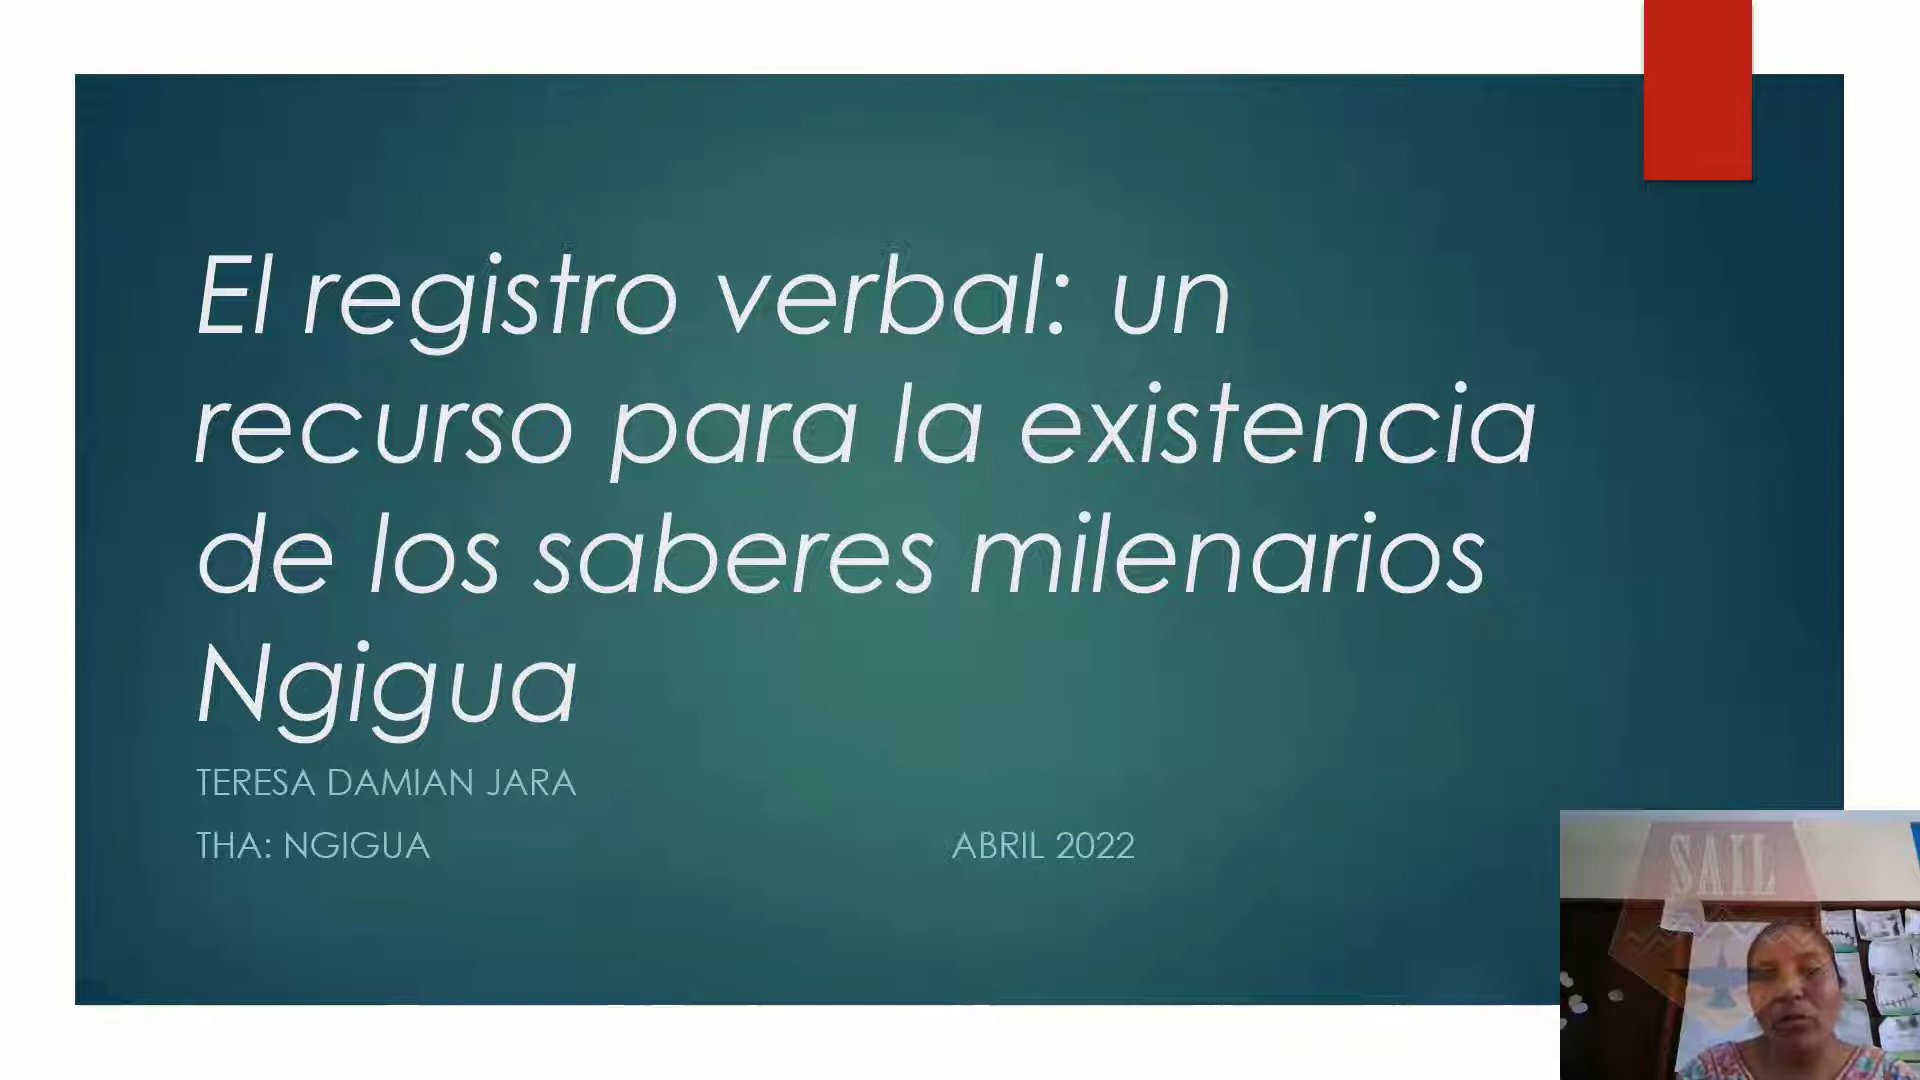 El registro verbal: un
recurso para la existencia
de los saberes milenarios
Ngigua
TERESA DAMIAN JARA
THA: NGIGUA ABRIL 2022
SAIL